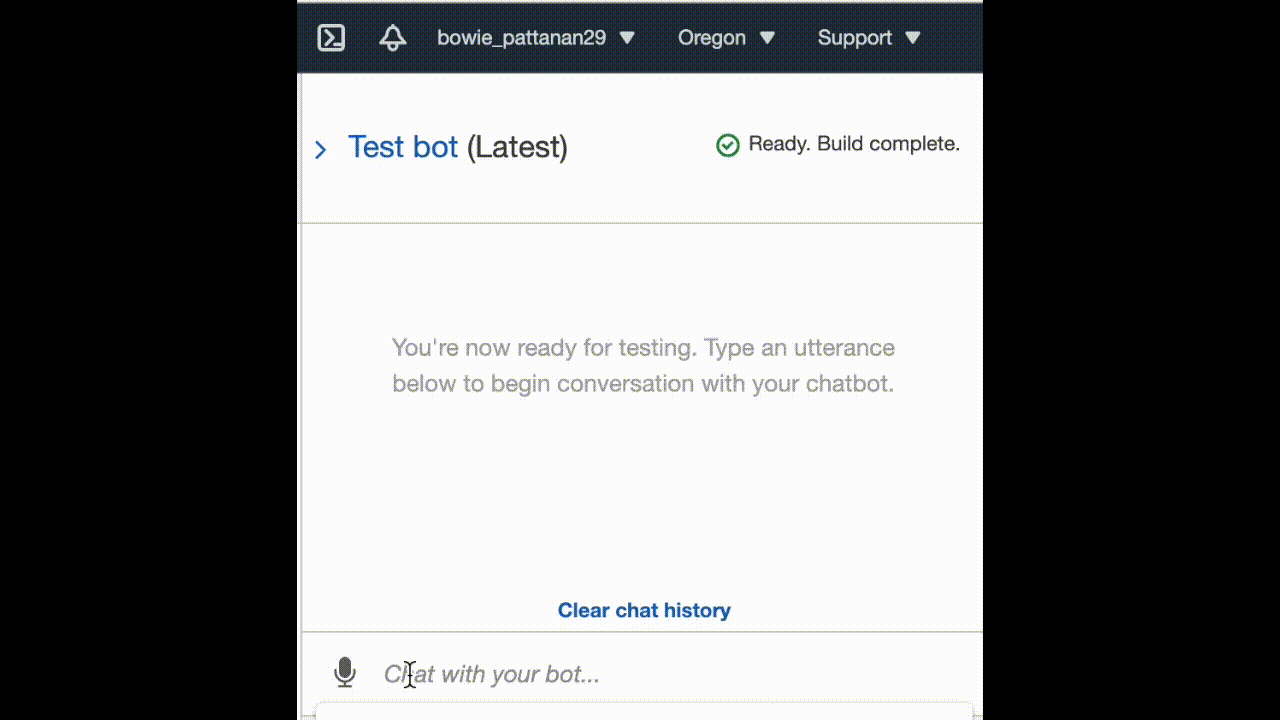 bowie_pattanan29 Oregon Support
Test bot (Latest) Ready. Build complete.
You're now ready for testing. Type an utterance
below to begin conversation with your chatbot.
Clear chat history
Chat with your bot...